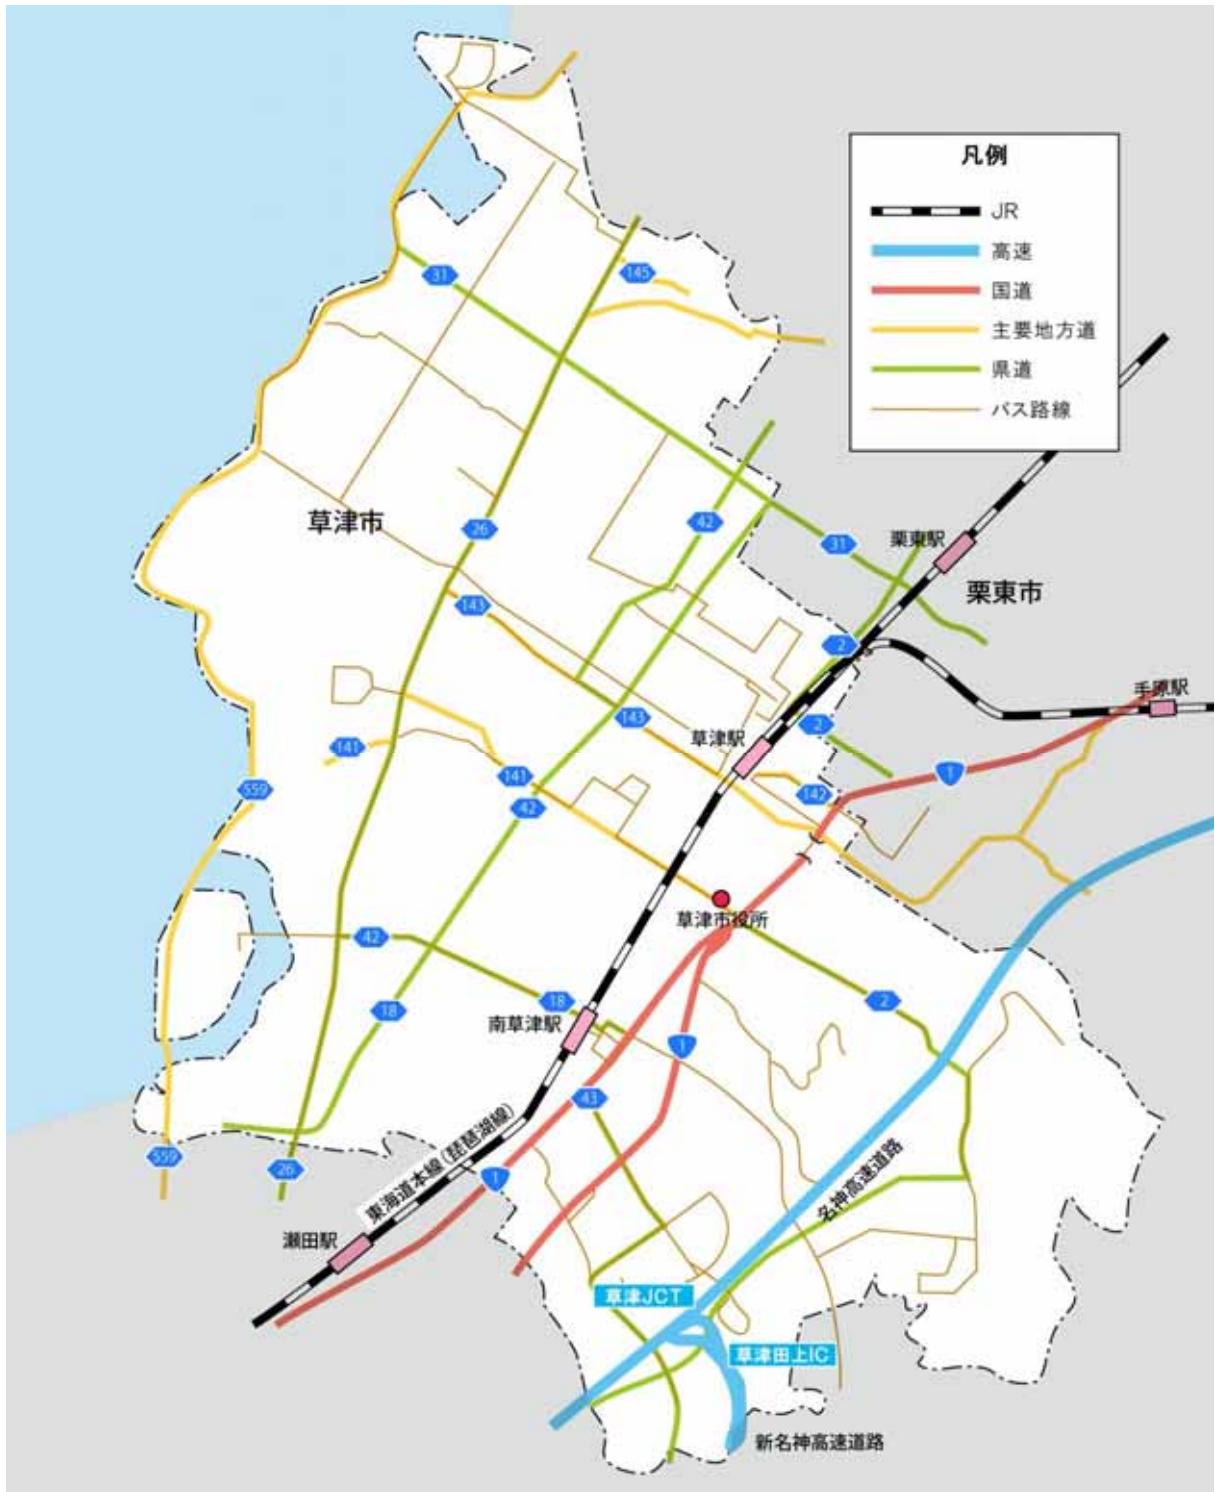 凡例
JR
高速
国道
主要地方道
県道
バス路線
145
31
草津市
26
42
31
栗東駅
栗東市
143
2
手原駅
143
2
草津駅
141
141
1
559
142
42
草津市役所
42
18
2
18
南草津駅
1
43
東海道本線(琵琶湖線)
559
26
1
名神高速道路
瀬田駅
草津JCT
草津田上IC
新名神高速道路